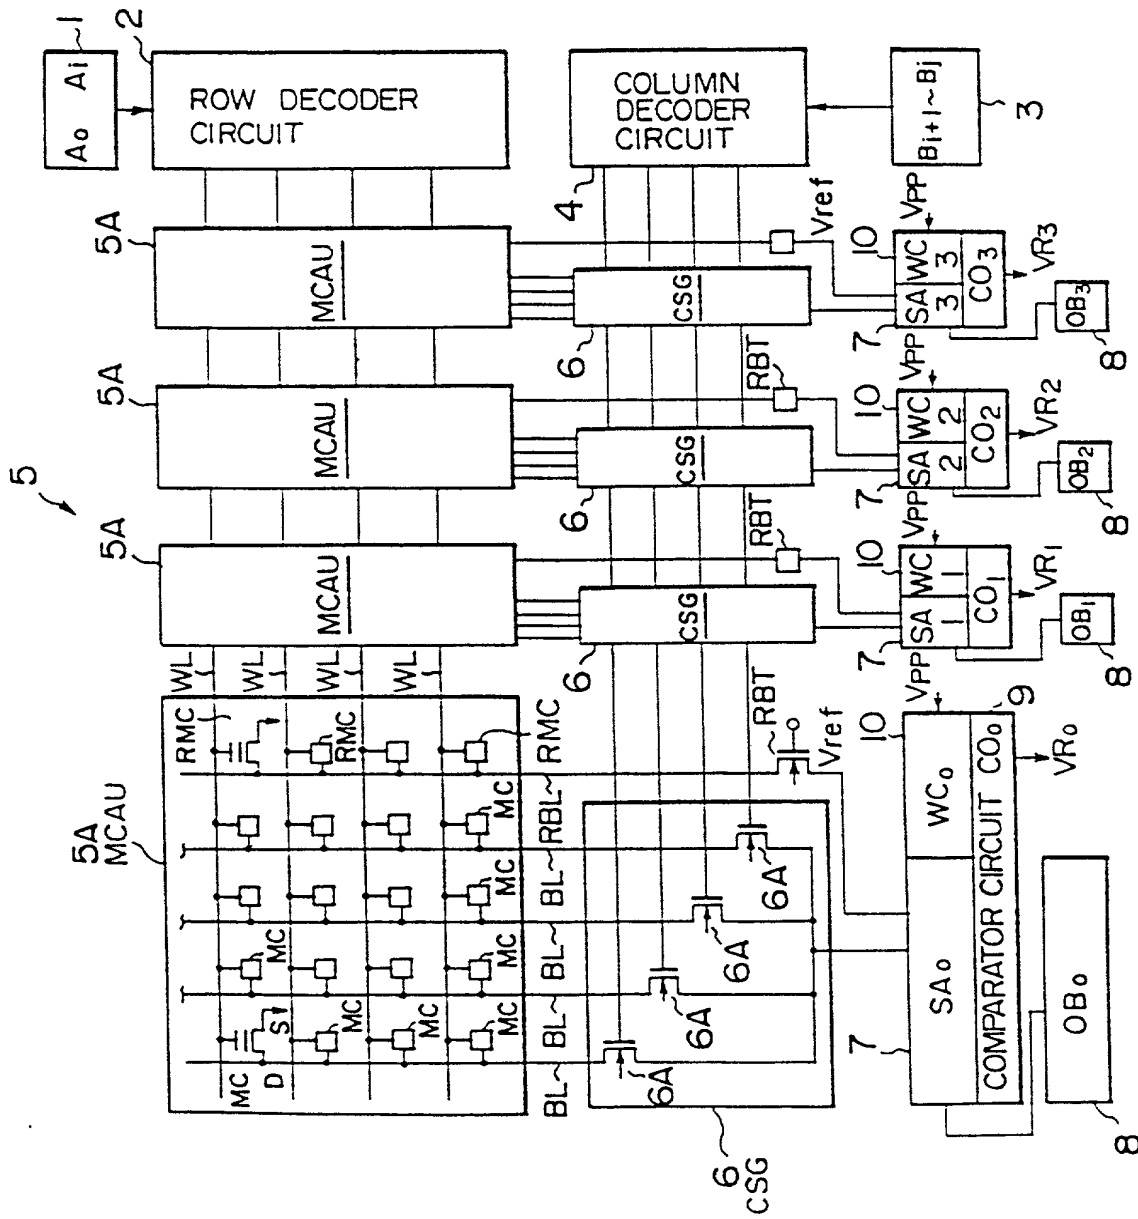 A₀ Ai
1
2
ROW DECODER
CIRCUIT
COLUMN
DECODER
CIRCUIT
4
Bi+1~Bj
3
5
5A
MCAU
5A
MCAU
5A
MCAU
5A
MCAU
WL
WL
WL
WL
RMC
RMC
RMC
MC
MC
MC
MC
MC
MC
MC
MC
D
S
BL
BL
BL
BL
RBL
6
CSG
6
CSG
6
CSG
6
CSG
6A
6A
6A
6A
RBT
Vref
RBT
RBT
Vref
VPP
VPP
VPP
VPP
7
SA₀
10
WC₀
COMPARATOR CIRCUIT CO₀
9
VR₀
OB₀
8
7
SA
1
10
WC
1
CO₁
VR₁
OB₁
8
7
SA
2
10
WC
2
CO₂
VR₂
OB₂
8
7
SA
3
10
WC
3
CO₃
VR₃
OB₃
8